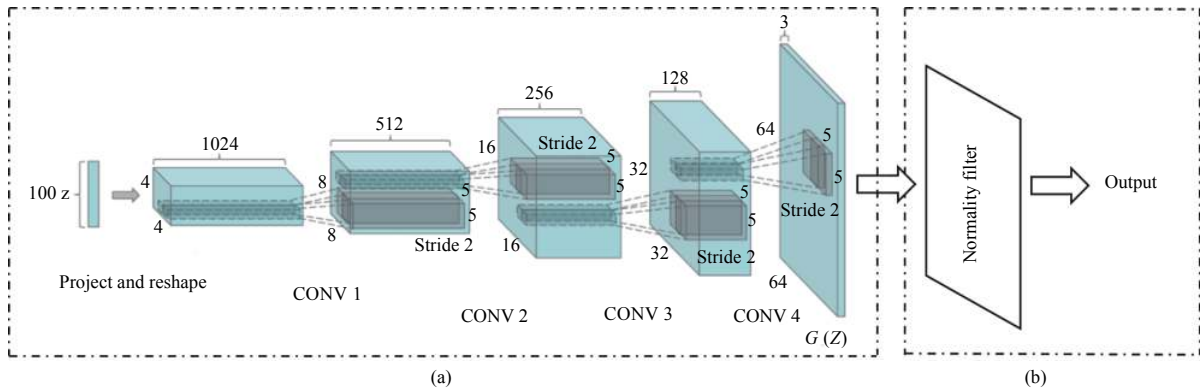 3
128
256
64
5
512
Stride 2
16
5
1024
32
5
4
8
5
5
5
100 z
5
5
Stride 2
Output
4
8
Stride 2
16
32
Stride 2
64
Project and reshape
CONV 1
CONV 2
CONV 3
CONV 4
G (Z)
Normality filter
(a)
(b)